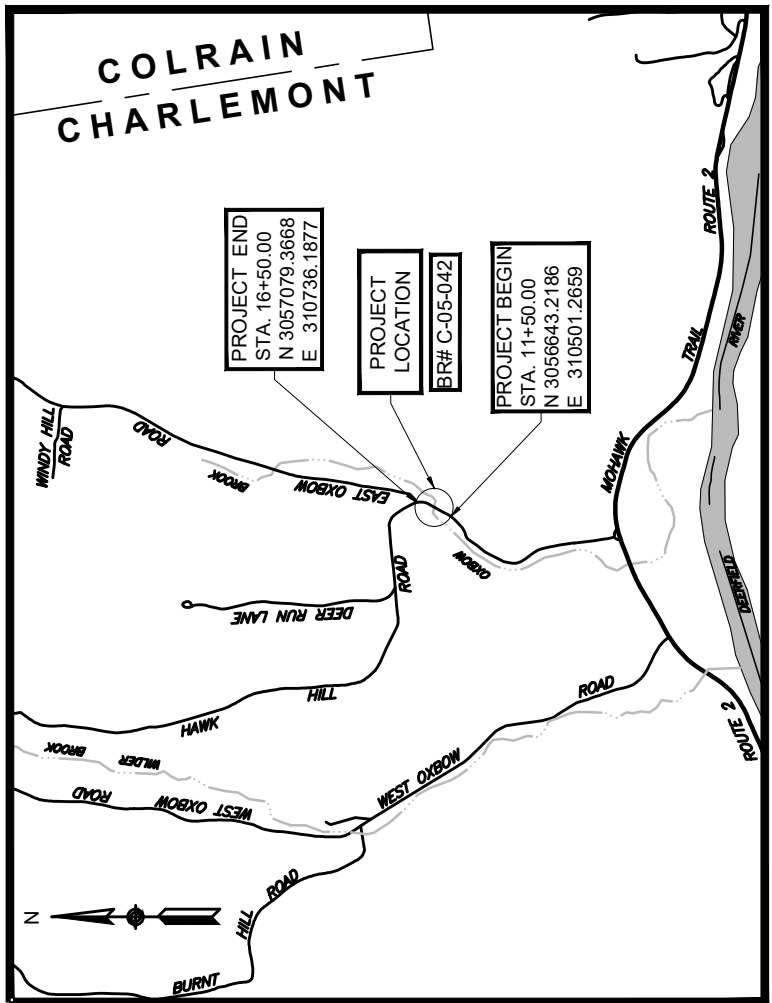 COLRAIN
CHARLEMONT
PROJECT END
STA. 16+50.00
N 3057079.3668
E 310736.1877
PROJECT
LOCATION
BR# C-05-042
PROJECT BEGIN
STA. 11+50.00
N 3056643.2186
E 310501.2659
ROUTE 2
TRAIL
RIVER
MOHAWK
DEERFIELD
ROUTE 2
WINDY HILL
ROAD
ROAD
BROOK
EAST OXBOW
OXBOW
ROAD
DEER RUN LANE
HILL
HAWK
ROAD
WEST OXBOW
BROOK
WILDER
ROAD
WEST OXBOW
ROAD
HILL
BURNT
N